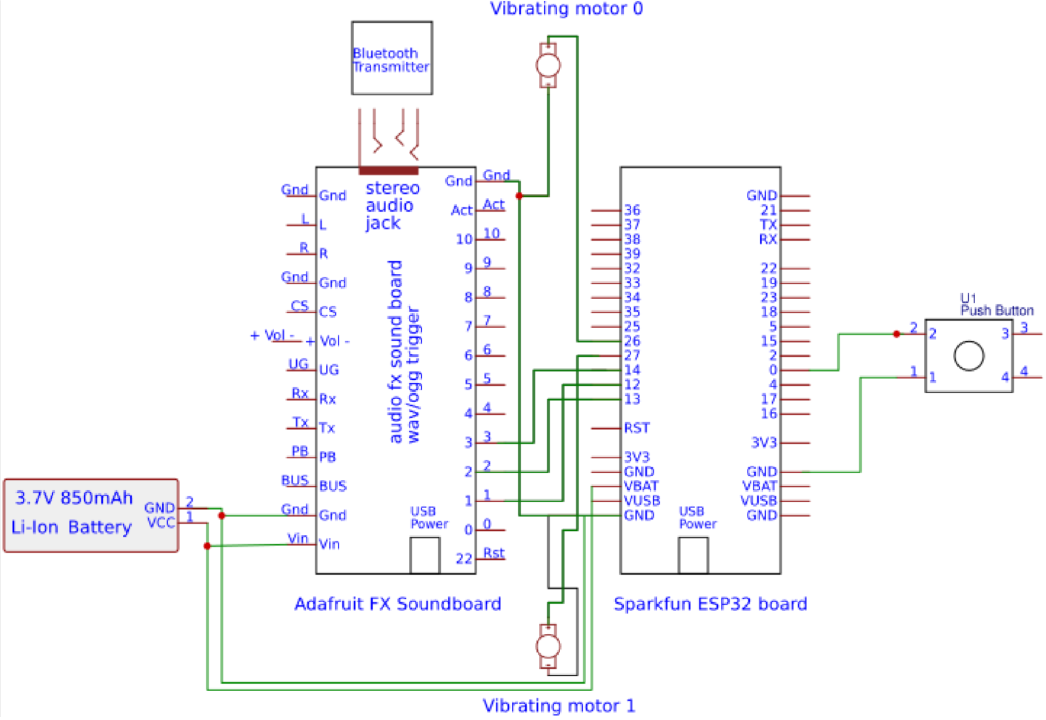 Vibrating motor 0
Bluetooth
Transmitter
stereo
audio
jack
Gnd Gnd
L L
R R
Gnd Gnd
CS CS
+ Vol - + Vol -
UG UG
Rx Rx
Tx Tx
PB PB
BUS BUS
Gnd Gnd
Vin Vin
audio fx sound board
wav/ogg trigger
Gnd Gnd
Act Act
10 10
9 9
8 8
7 7
6 6
5 5
4 4
3 3
2 2
1 1
0 0
22 Rst
USB
Power
Adafruit FX Soundboard
3.7V 850mAh
Li-Ion Battery
GND 2
VCC 1
36
37
38
39
32
33
34
35
25
26
27
14
12
13
RST
3V3
GND
VBAT
VUSB
GND
GND
21
TX
RX
22
19
23
18
5
15
2
0
4
17
16
3V3
GND
VBAT
VUSB
GND
USB
Power
Sparkfun ESP32 board
U1
Push Button
2 2 3 3
1 1 4 4
Vibrating motor 1